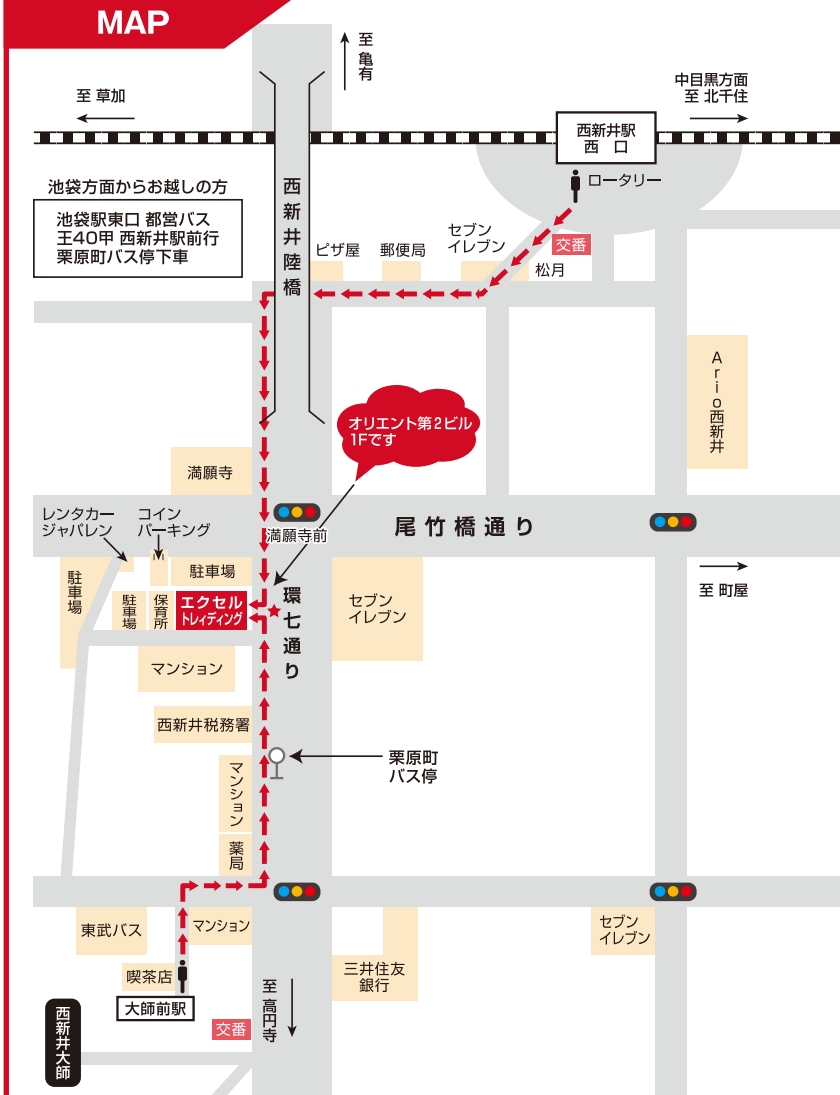 MAP
至 亀有
至 草加
中目黒方面
至 北千住
西新井駅
西 口
ロータリー
池袋方面からお越しの方
池袋駅東口 都営バス
王40甲 西新井駅前行
栗原町バス停下車
西新井陸橋
ピザ屋
郵便局
セブン
イレブン
交番
松月
Ario西新井
オリエント第2ビル
1Fです
満願寺
レンタカー
ジャパレン
コイン
パーキング
満願寺前
尾竹橋通り
駐車場
駐車場
至 町屋
駐車場
保育所
エクセル
トレイディング
環七通り
セブン
イレブン
マンション
西新井税務署
栗原町
バス停
マンション
薬局
東武バス
マンション
セブン
イレブン
喫茶店
三井住友
銀行
大師前駅
西新井大師
交番
至 高円寺